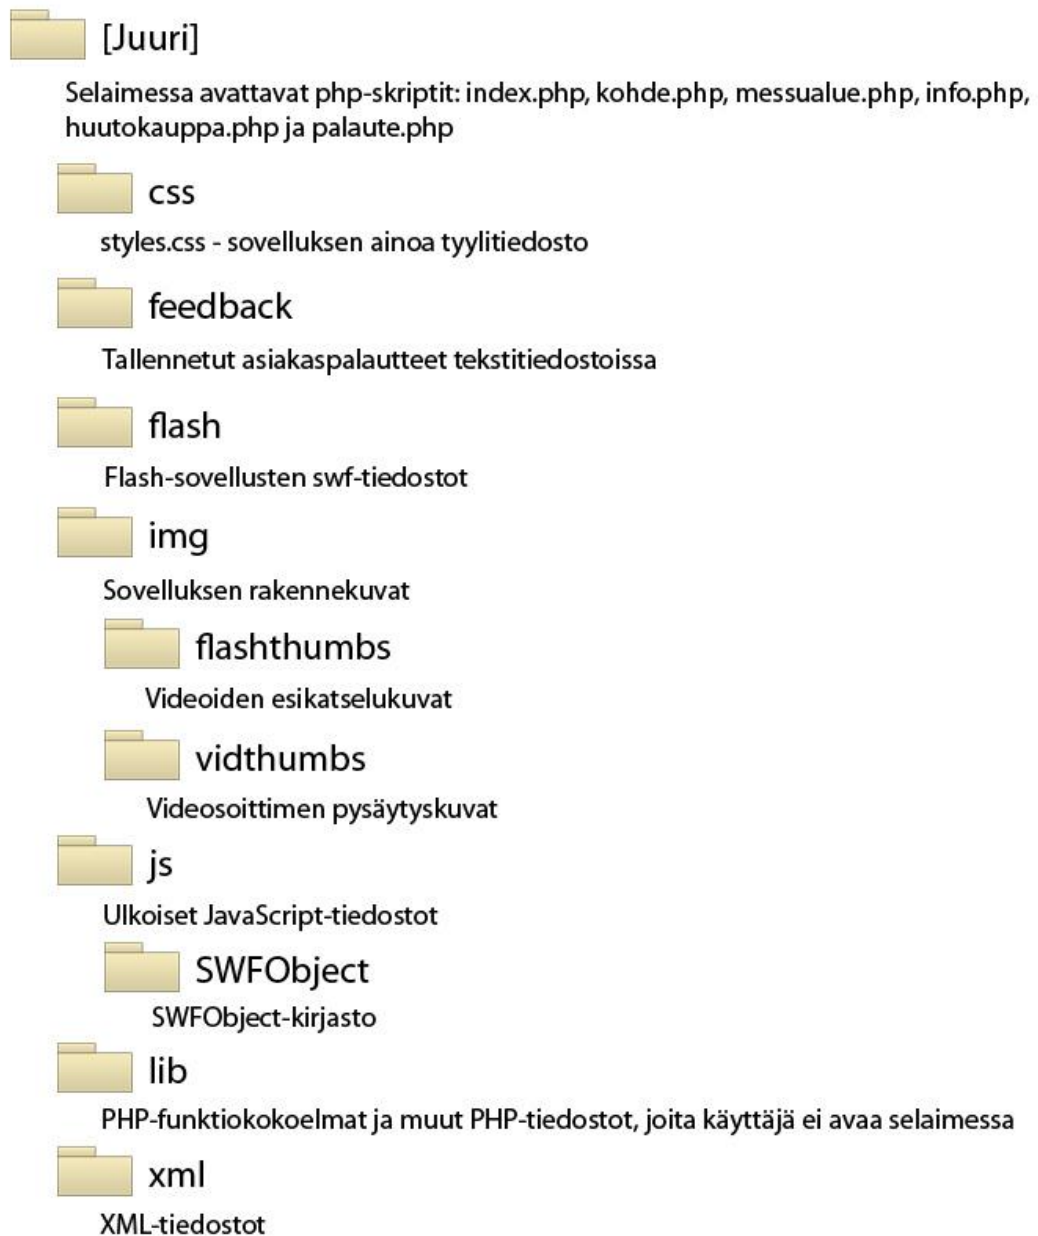 [Juuri]
Selaimessa avattavat php-skriptit: index.php, kohde.php, messualue.php, info.php,
huutokauppa.php ja palaute.php
css
styles.css - sovelluksen ainoa tyylitiedosto
feedback
Tallennetut asiakaspalautteet tekstitiedostoissa
flash
Flash-sovellusten swf-tiedostot
img
Sovelluksen rakennekuvat
flashthumbs
Videoiden esikatselukuvat
vidthumbs
Videosoittimen pysäytyskuvat
js
Ulkoiset JavaScript-tiedostot
SWFObject
SWFObject-kirjasto
lib
PHP-funktiokokoelmat ja muut PHP-tiedostot, joita käyttäjä ei avaa selaimessa
xml
XML-tiedostot